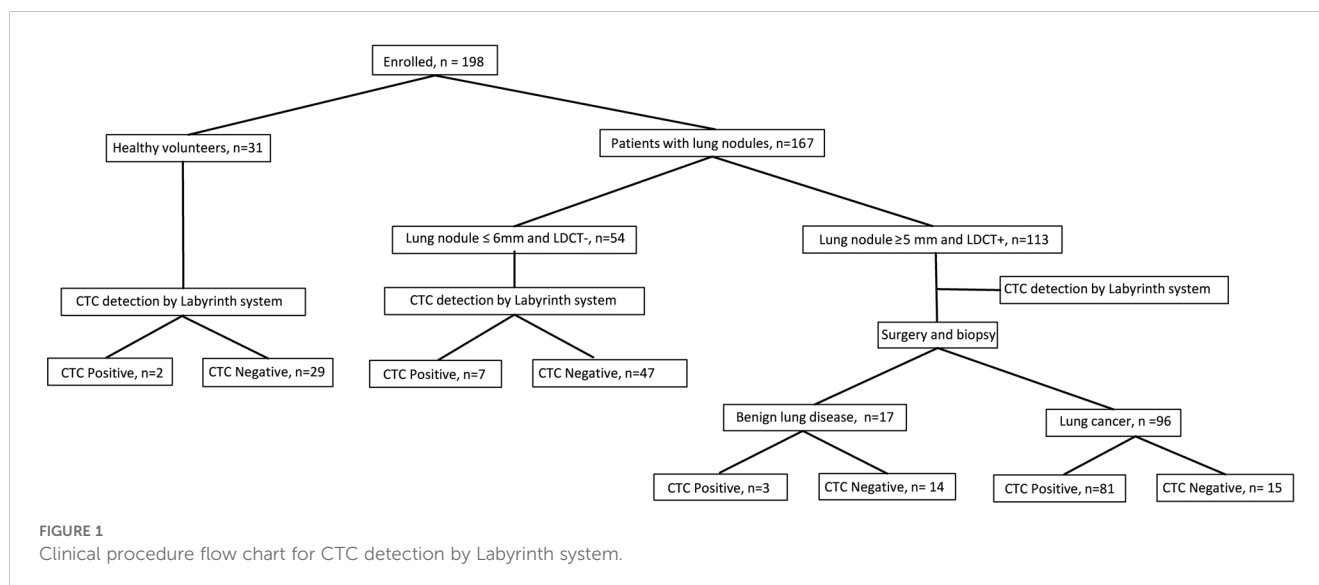 Enrolled, n = 198
Healthy volunteers, n=31
Patients with lung nodules, n=167
Lung nodule ≤ 6mm and LDCT-, n=54
Lung nodule ≥5 mm and LDCT+, n=113
CTC detection by Labyrinth system
CTC detection by Labyrinth system
CTC detection by Labyrinth system
Surgery and biopsy
CTC Positive, n=2
CTC Negative, n=29
CTC Positive, n=7
CTC Negative, n=47
Benign lung disease, n=17
Lung cancer, n =96
CTC Positive, n=3
CTC Negative, n= 14
CTC Positive, n=81
CTC Negative, n= 15
FIGURE 1
Clinical procedure flow chart for CTC detection by Labyrinth system.